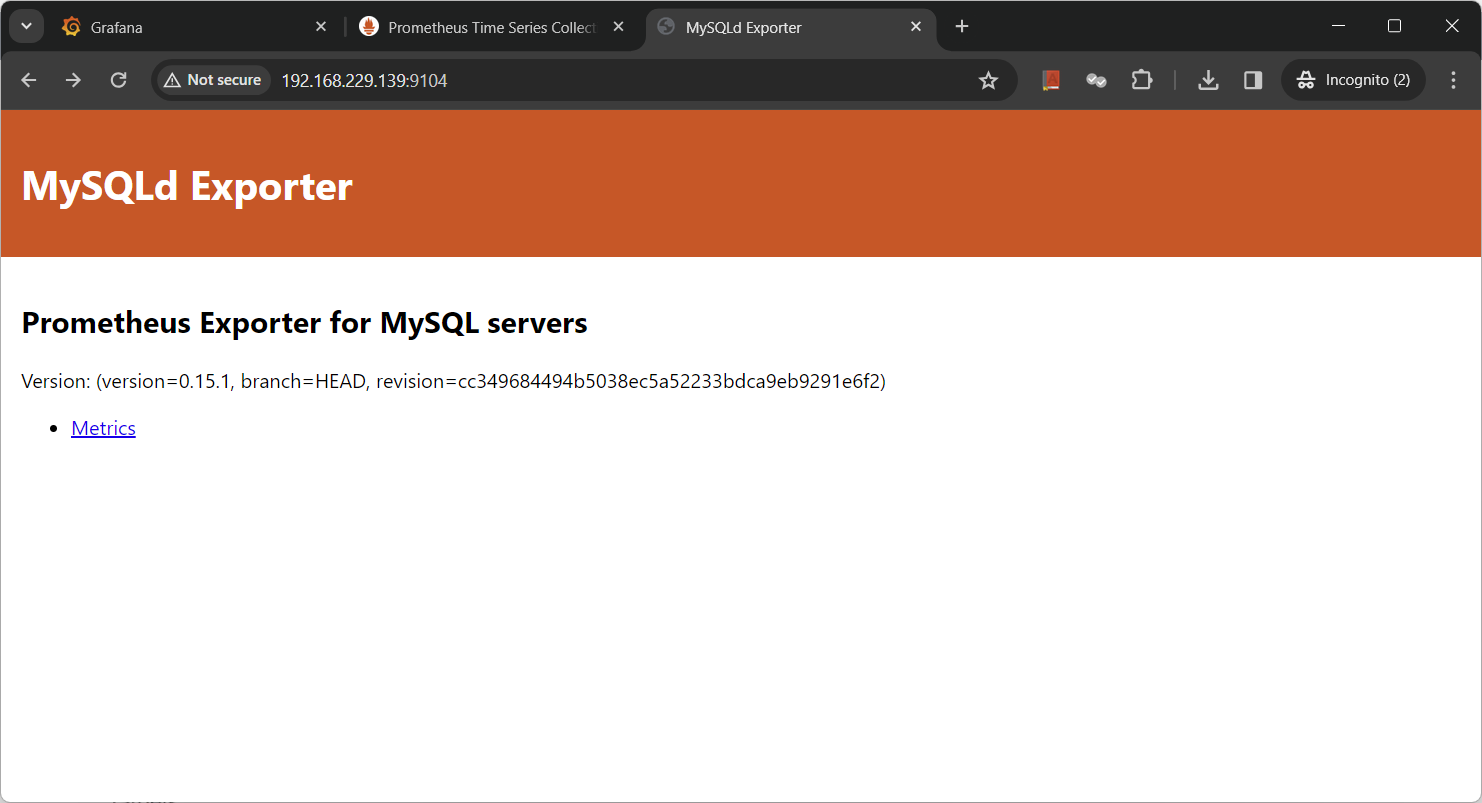 Grafana
Prometheus Time Series Collect
MySQLd Exporter
Not secure
192.168.229.139:9104
Incognito (2)
MySQLd Exporter
Prometheus Exporter for MySQL servers
Version: (version=0.15.1, branch=HEAD, revision=cc349684494b5038ec5a52233bdca9eb9291e6f2)
Metrics